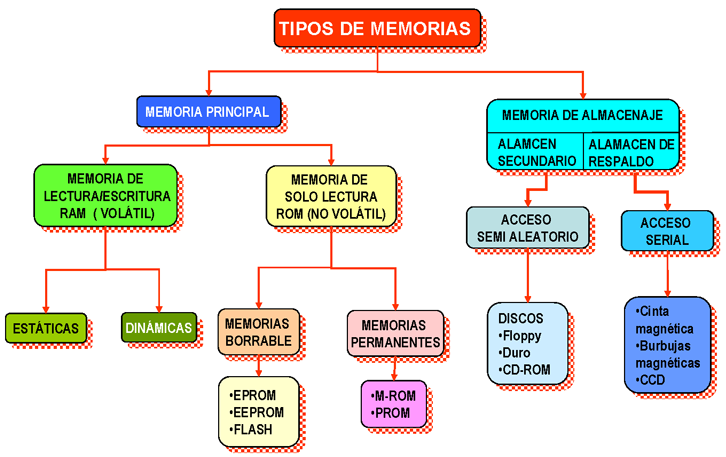 TIPOS DE MEMORIAS
MEMORIA PRINCIPAL
MEMORIA DE ALMACENAJE
ALAMCEN
SECUNDARIO
ALAMACEN DE
RESPALDO
MEMORIA DE
LECTURA/ESCRITURA
RAM ( VOLÁTIL)
MEMORIA DE
SOLO LECTURA
ROM (NO VOLÁTIL)
ACCESO
SEMI ALEATORIO
ACCESO
SERIAL
ESTÁTICAS
DINÁMICAS
MEMORIAS
BORRABLE
MEMORIAS
PERMANENTES
DISCOS
•Floppy
•Duro
•CD-ROM
•Cinta
magnética
•Burbujas
magnéticas
•CCD
•EPROM
•EEPROM
•FLASH
•M-ROM
•PROM